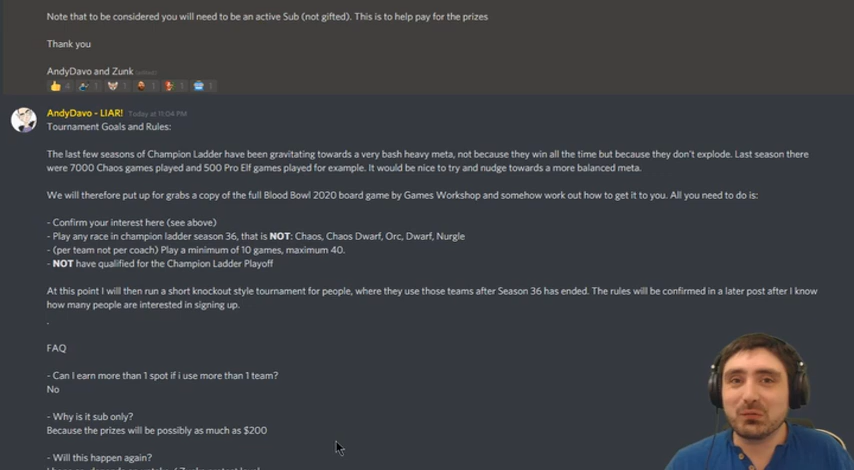 Note that to be considered you will need to be an active Sub (not gifted). This is to help pay for the prizes
Thank you
AndyDavo and Zunk (edited)
4 1 1 1 1 1
AndyDavo - LIAR! Today at 11:04 PM
Tournament Goals and Rules:
The last few seasons of Champion Ladder have been gravitating towards a very bash heavy meta, not because they win all the time but because they don't explode. Last season there
were 7000 Chaos games played and 500 Pro Elf games played for example. It would be nice to try and nudge towards a more balanced meta.
We will therefore put up for grabs a copy of the full Blood Bowl 2020 board game by Games Workshop and somehow work out how to get it to you. All you need to do is:
- Confirm your interest here (see above)
- Play any race in champion ladder season 36, that is NOT: Chaos, Chaos Dwarf, Orc, Dwarf, Nurgle
- (per team not per coach) Play a minimum of 10 games, maximum 40.
- NOT have qualified for the Champion Ladder Playoff
At this point I will then run a short knockout style tournament for people, where they use those teams after Season 36 has ended. The rules will be confirmed in a later post after I know
how many people are interested in signing up.
.
FAQ
- Can I earn more than 1 spot if i use more than 1 team?
No
- Why is it sub only?
Because the prizes will be possibly as much as $200
- Will this happen again?